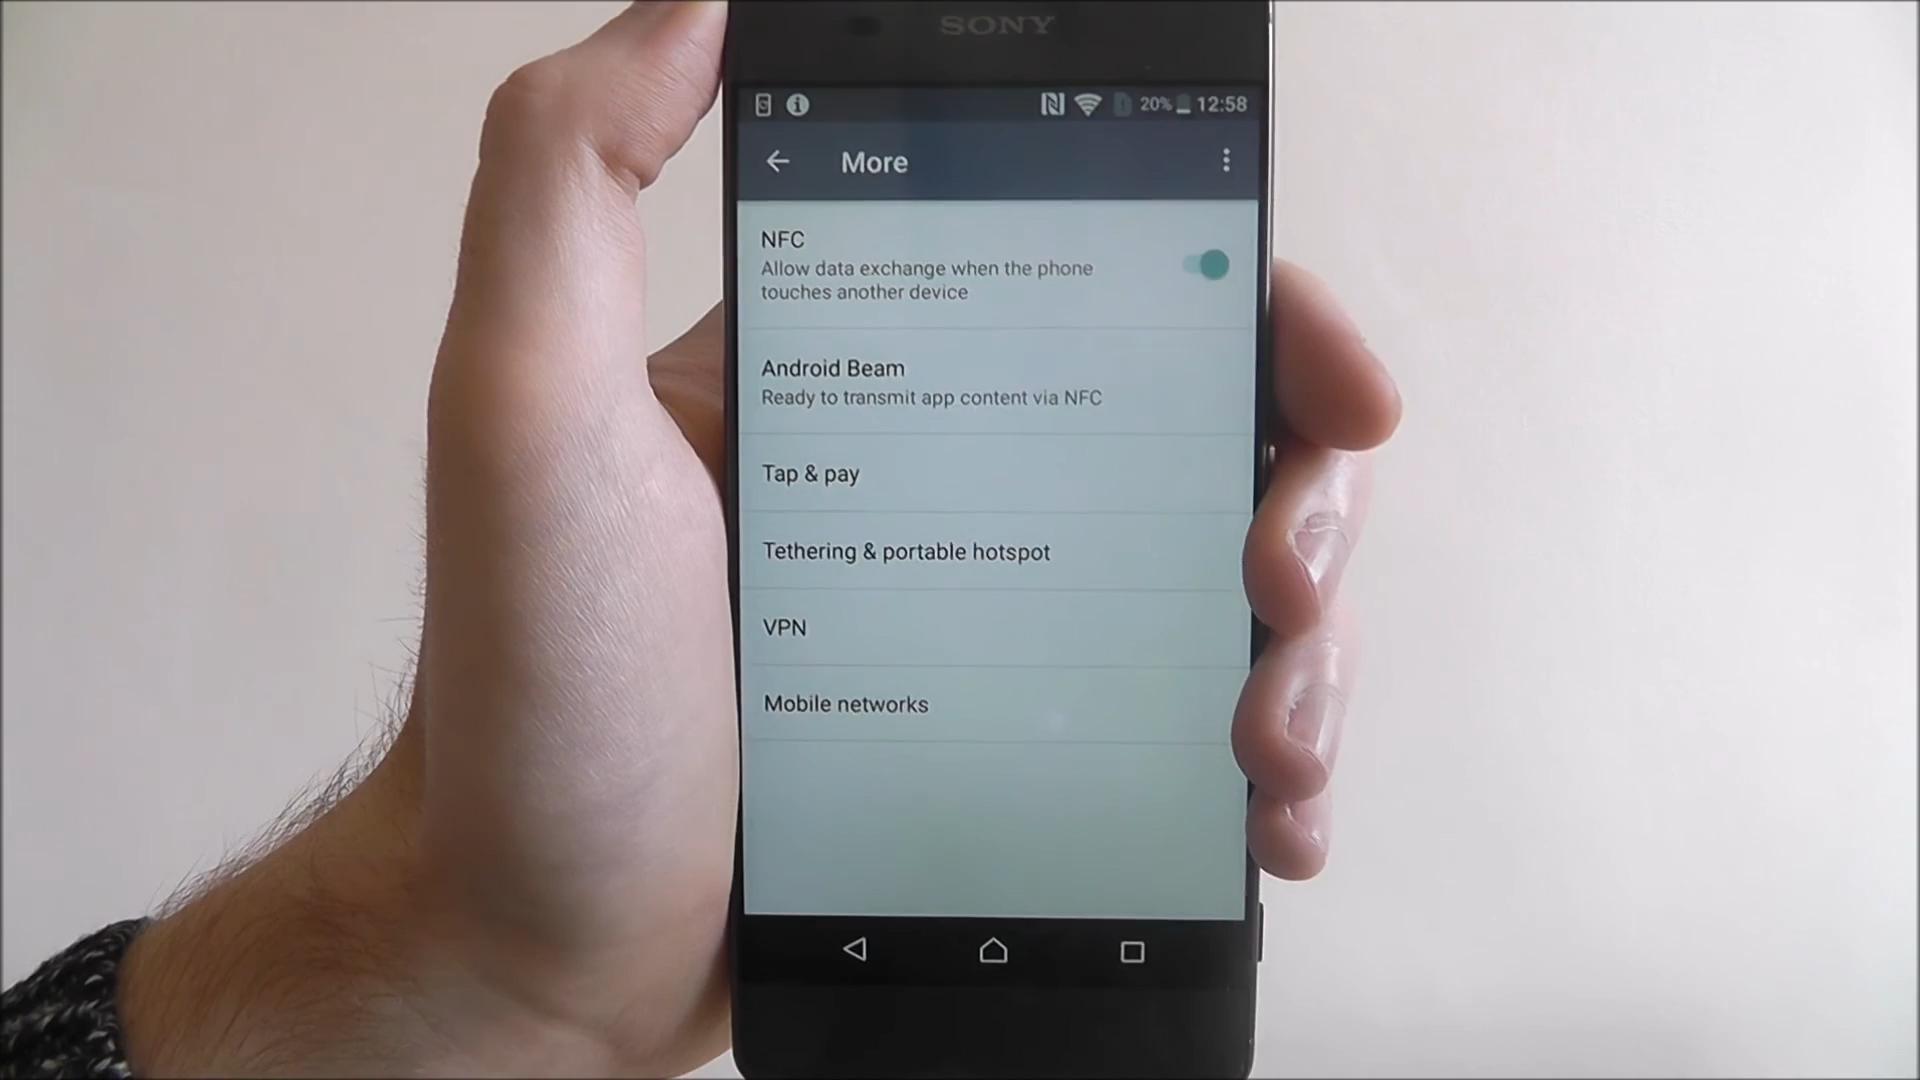 SONY
20% 12:58
More
NFC
Allow data exchange when the phone
touches another device
Android Beam
Ready to transmit app content via NFC
Tap & pay
Tethering & portable hotspot
VPN
Mobile networks